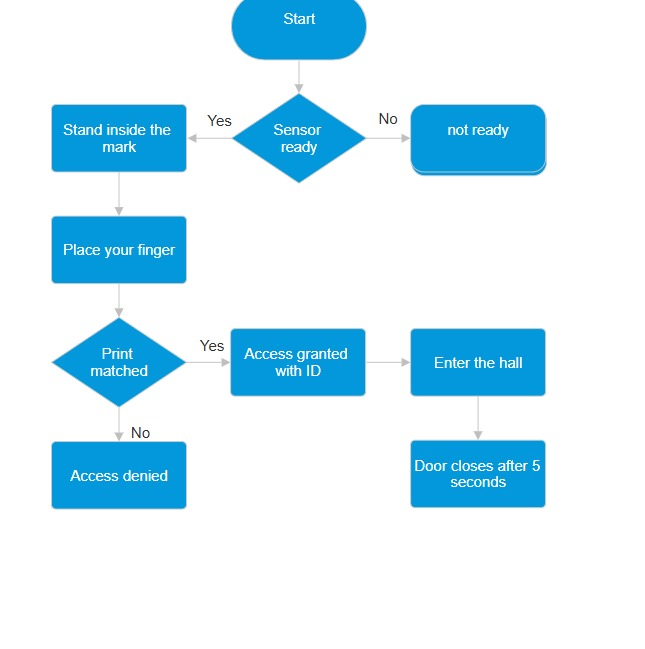 Start
Yes
No
Stand inside the
mark
Sensor
ready
not ready
Place your finger
Print
matched
Yes
Access granted
with ID
Enter the hall
No
Access denied
Door closes after 5
seconds